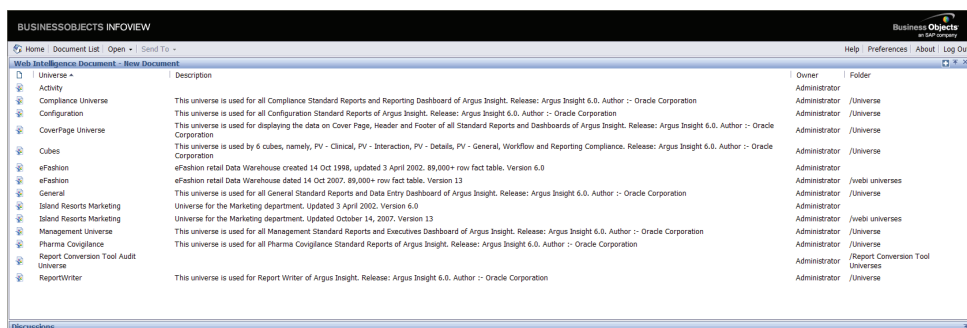 BUSINESSOBJECTS INFOVIEW
Business Objects
an SAP company
Home Document List Open Send To Help Preferences About Log Out
Web Intelligence Document - New Document
Universe Description Owner Folder
Activity Administrator
Compliance Universe This universe is used for all Compliance Standard Reports and Reporting Dashboard of Argus Insight. Release: Argus Insight 6.0. Author :- Oracle Corporation Administrator /Universe
Configuration This universe is used for all Configuration Standard Reports of Argus Insight. Release: Argus Insight 6.0. Author :- Oracle Corporation Administrator /Universe
CoverPage Universe This universe is used for displaying the data on Cover Page, Header and Footer of all Standard Reports and Dashboards of Argus Insight. Release: Argus Insight 6.0. Author :- Oracle Corporation Administrator /Universe
Cubes This universe is used by 6 cubes, namely, PV - Clinical, PV - Interaction, PV - Details, PV - General, Workflow and Reporting Compliance. Release: Argus Insight 6.0. Author :- Oracle Corporation Administrator /Universe
eFashion eFashion retail Data Warehouse created 14 Oct 1998, updated 3 April 2002. 89,000+ row fact table. Version 6.0 Administrator
eFashion eFashion retail Data Warehouse dated 14 Oct 2007. 89,000+ row fact table. Version 13 Administrator /webi universes
General This universe is used for all General Standard Reports and Data Entry Dashboard of Argus Insight. Release: Argus Insight 6.0. Author :- Oracle Corporation Administrator /Universe
Island Resorts Marketing Universe for the Marketing department. Updated 3 April 2002. Version 6.0 Administrator
Island Resorts Marketing Universe for the Marketing department. Updated October 14, 2007. Version 13 Administrator /webi universes
Management Universe This universe is used for all Management Standard Reports and Executives Dashboard of Argus Insight. Release: Argus Insight 6.0. Author :- Oracle Corporation Administrator /Universe
Pharma Covigilance This universe is used for all Pharma Covigilance Standard Reports of Argus Insight. Release: Argus Insight 6.0. Author :- Oracle Corporation Administrator /Universe
Report Conversion Tool Audit Universe Administrator /Report Conversion Tool Universes
ReportWriter This universe is used for Report Writer of Argus Insight. Release: Argus Insight 6.0. Author :- Oracle Corporation Administrator /Universe
Discussions